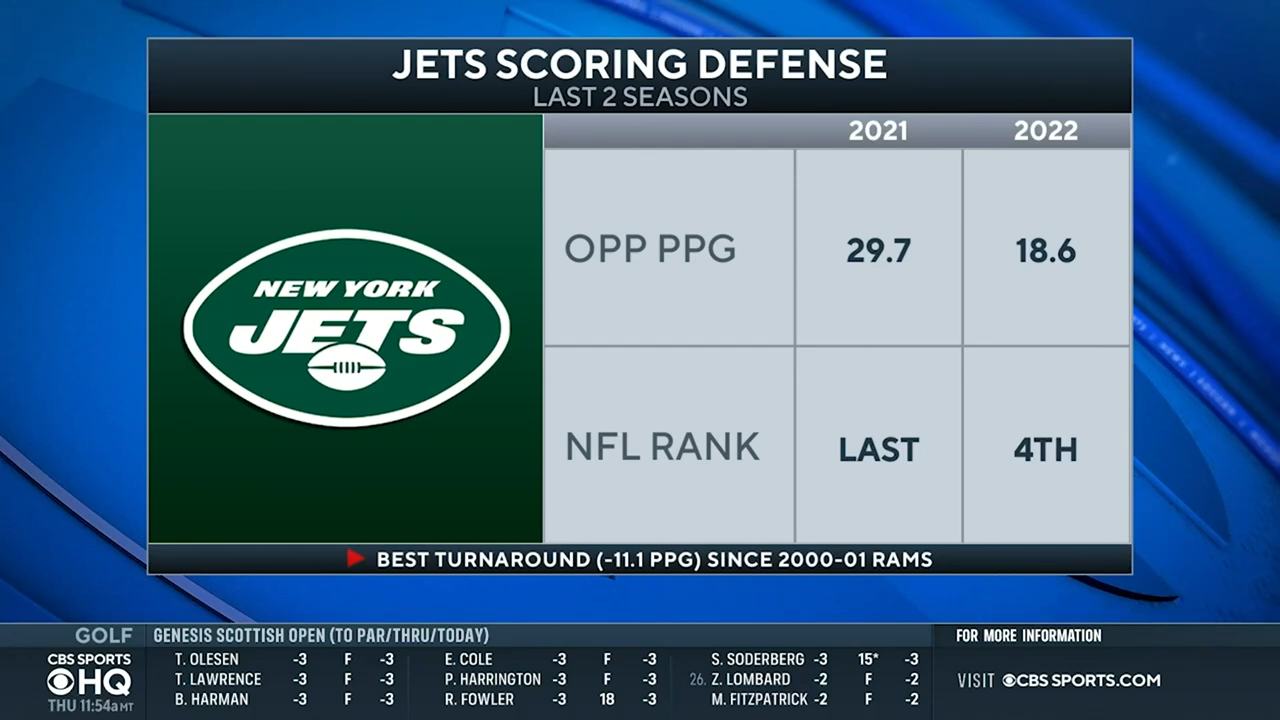 JETS SCORING DEFENSE
LAST 2 SEASONS
2021 2022
OPP PPG 29.7 18.6
NEW YORK
JETS
NFL RANK LAST 4TH
BEST TURNAROUND (-11.1 PPG) SINCE 2000-01 RAMS
GOLF GENESIS SCOTTISH OPEN (TO PAR/THRU/TODAY) FOR MORE INFORMATION
T. OLESEN -3 F -3 E. COLE -3 F -3 S. SODERBERG -3 15* -3
T. LAWRENCE -3 F -3 P. HARRINGTON -3 F -3 26. Z. LOMBARD -2 F -2
B. HARMAN -3 F -3 R. FOWLER -3 18 -3 M. FITZPATRICK -2 F -2
CBS SPORTS
HQ
THU 11:54A MT
VISIT CBS SPORTS.COM